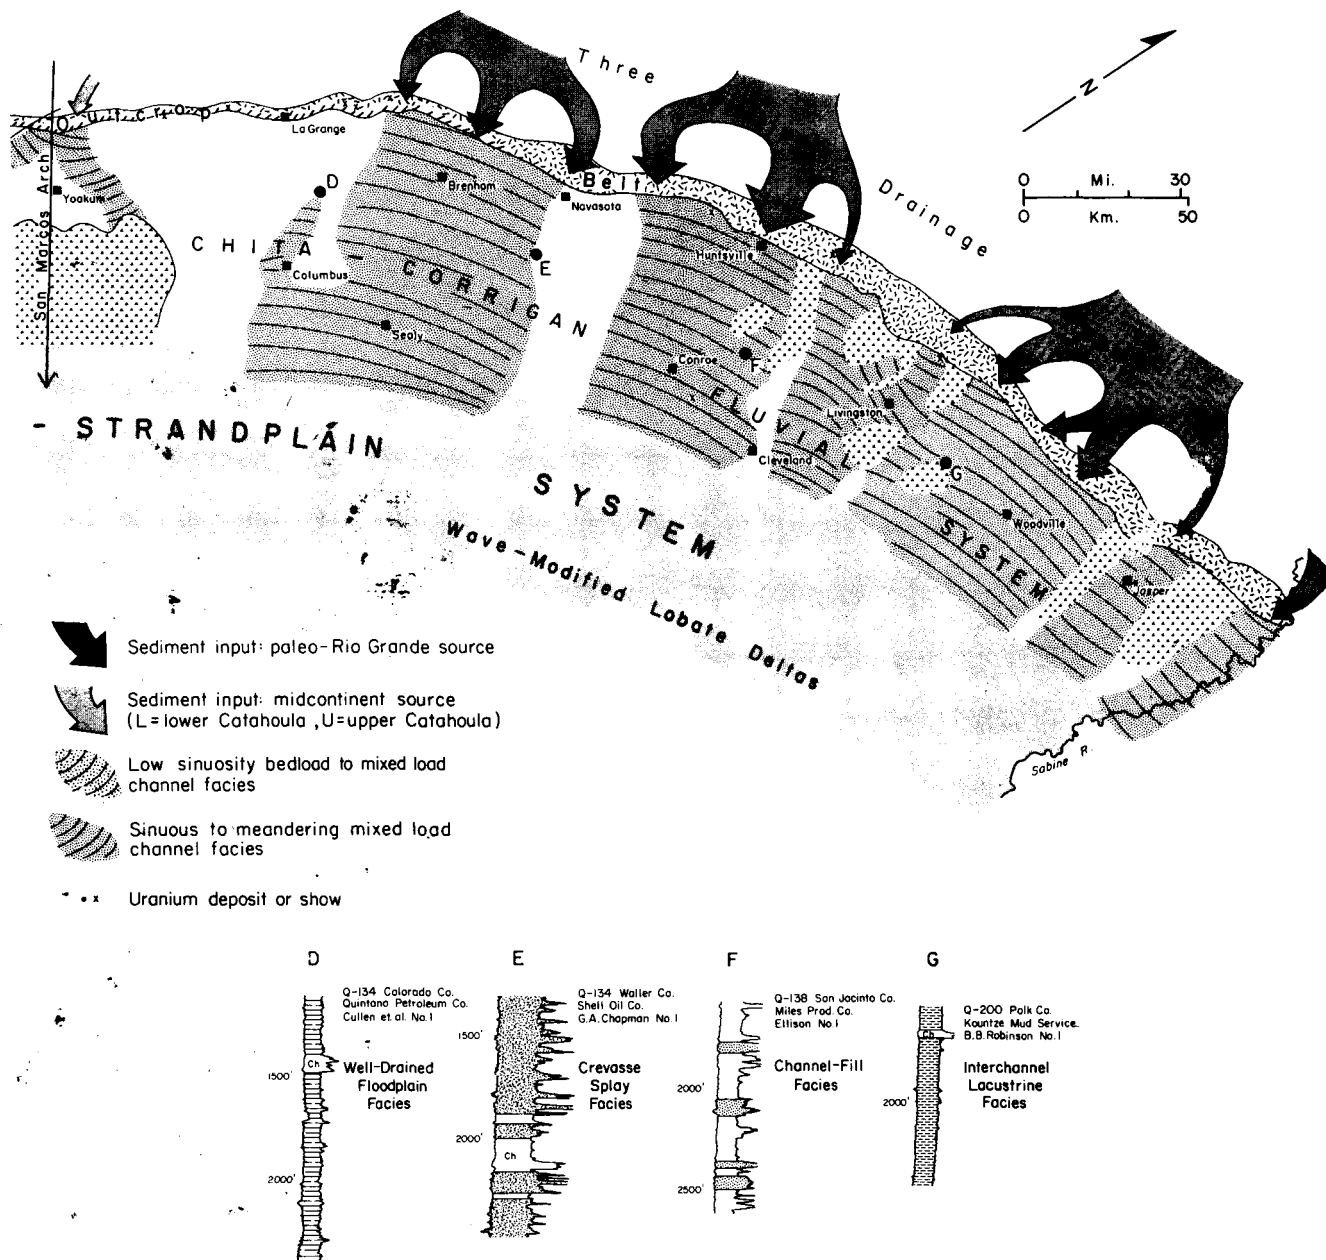 Three
N
Outcrop
La Grange
Belt
Drainage
0 Mi. 30
0 Km. 50
San Marcos Arch
Yoakum
D
Brenham
Navasota
CHITA
Columbus
CORRIGAN
E
Huntsville
Sealy
Conroe
F
FLUVIAL
Livingston
Cleveland
G
Woodville
SYSTEM
Jasper
- STRANDPLAIN
SYSTEM
Wave-Modified Lobate Deltas
Sabine R.
Sediment input: paleo-Rio Grande source
Sediment input: midcontinent source
(L=lower Catahoula, U=upper Catahoula)
Low sinuosity bedload to mixed load
channel facies
Sinuous to meandering mixed load
channel facies
Uranium deposit or show
D
Q-134 Colorado Co.
Quintana Petroleum Co.
Cullen et. al. No. 1
Ch
1500'
Well-Drained
Floodplain
Facies
2000'
E
Q-134 Waller Co.
Shell Oil Co.
G.A. Chapman No. 1
1500'
Crevasse
Splay
Facies
2000'
Ch
F
Q-138 San Jacinto Co.
Miles Prod. Co.
Ellison No. 1
Channel-Fill
Facies
2000'
2500'
G
Q-200 Polk Co.
Kountze Mud Service
B.B. Robinson No. 1
Ch
Interchannel
Lacustrine
Facies
2000'